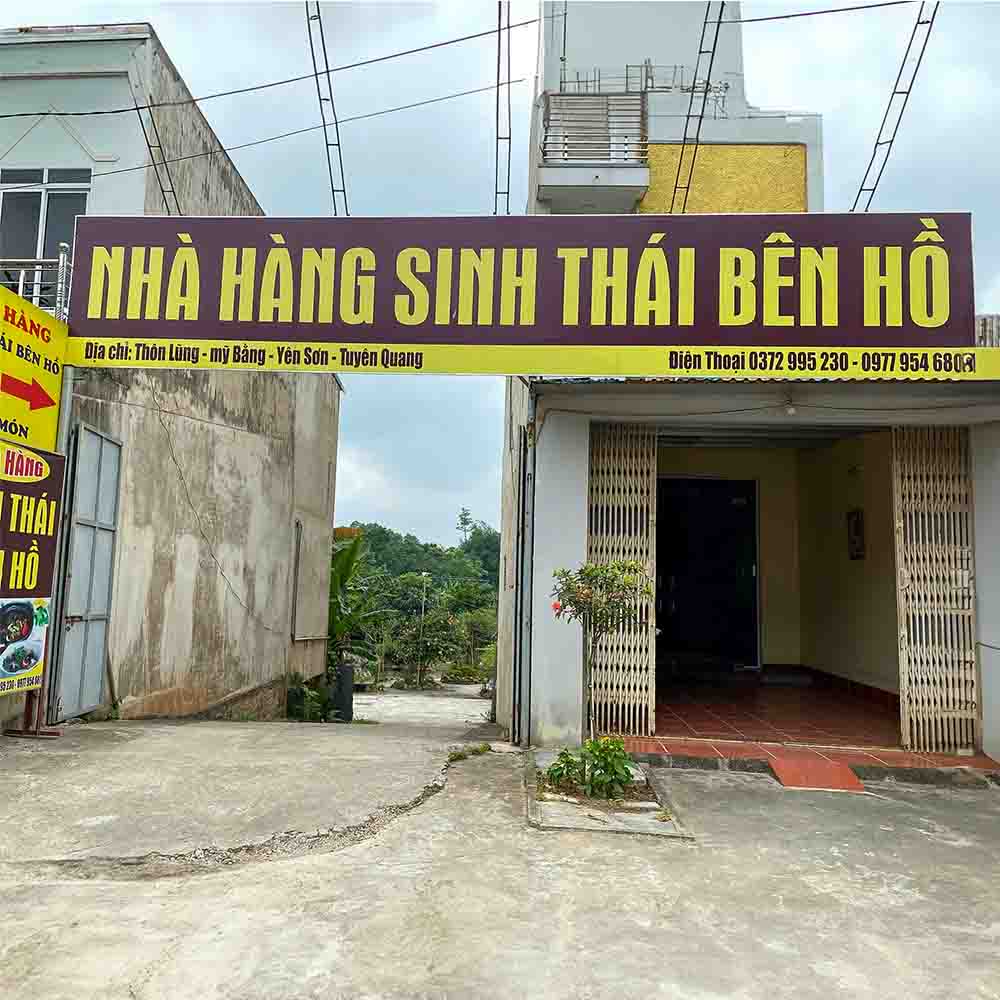 NHÀ HÀNG SINH THÁI BÊN HỒ
Địa chỉ: Thôn Lũng - mỹ Bằng - Yên Sơn - Tuyên Quang
Điện Thoại 0372 995 230 - 0977 954 680
HÀNG
ÁI BÊN HỒ
MÓN
HÀNG
THÁI
HỒ